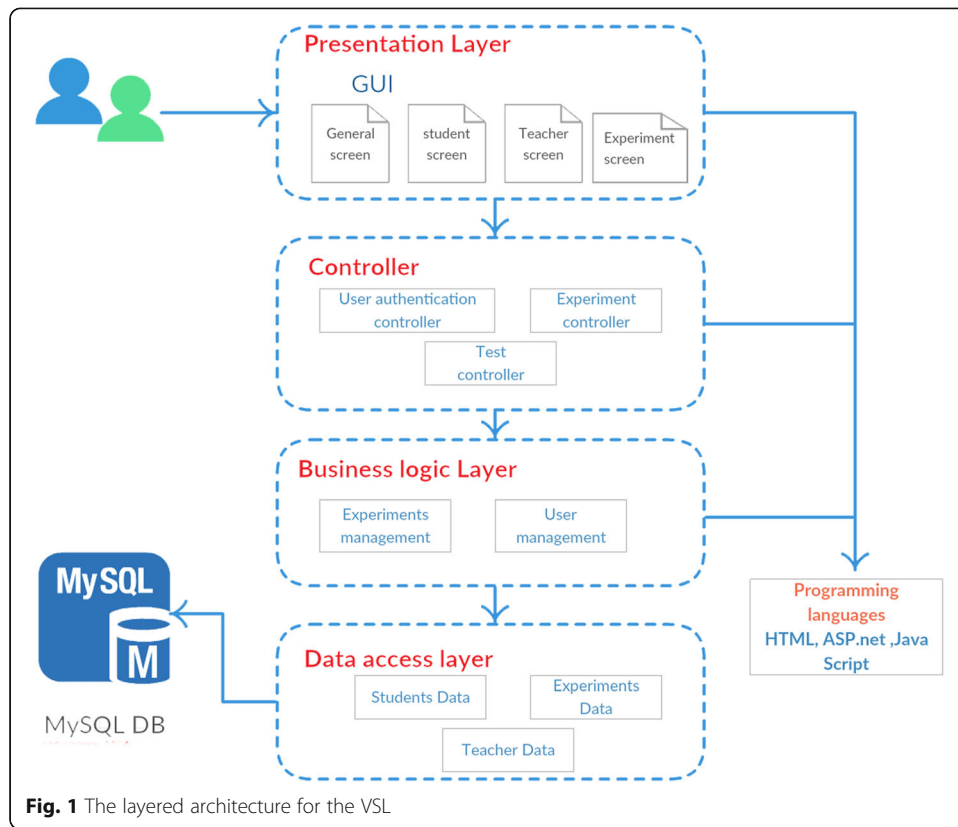 Presentation Layer
GUI
General
screen
student
screen
Teacher
screen
Experiment
screen
Controller
User authentication
controller
Experiment
controller
Test
controller
Business logic Layer
Experiments
management
User
management
Programming
languages
HTML, ASP.net ,Java
Script
Data access layer
Students Data
Experiments
Data
Teacher Data
MySQL
M
MySQL DB
Fig. 1 The layered architecture for the VSL